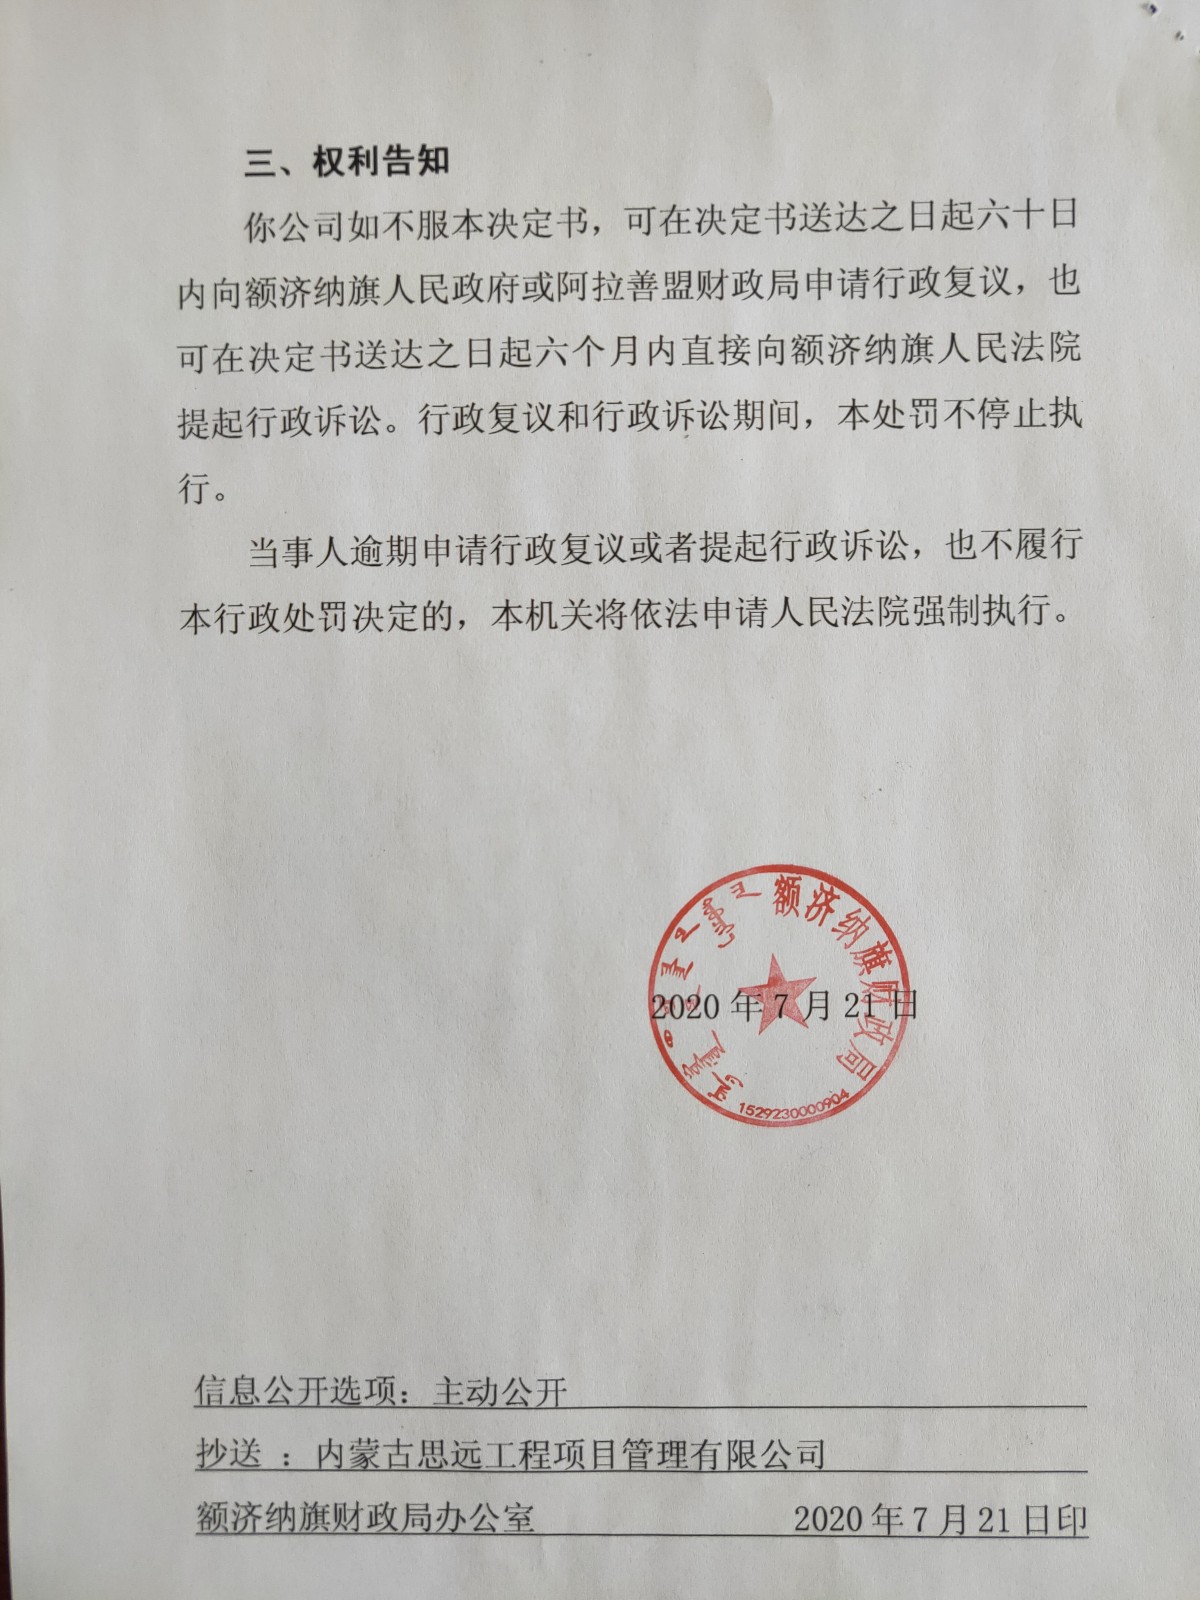 三、权利告知
你公司如不服本决定书，可在决定书送达之日起六十日
内向额济纳旗人民政府或阿拉善盟财政局申请行政复议，也
可在决定书送达之日起六个月内直接向额济纳旗人民法院
提起行政诉讼。行政复议和行政诉讼期间，本处罚不停止执
行。
当事人逾期申请行政复议或者提起行政诉讼，也不履行
本行政处罚决定的，本机关将依法申请人民法院强制执行。
额济纳旗财政局
2020年7月21日
1529230000904
信息公开选项：主动公开
抄送 ：内蒙古思远工程项目管理有限公司
额济纳旗财政局办公室 2020年7月21日印